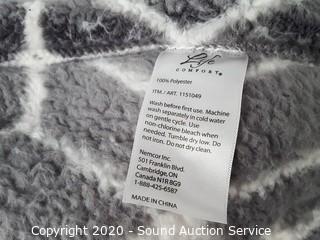 Life
COMFORT®
100% Polyester
ITM./ ART. 1151049
Wash before first use. Machine
wash separately in cold water
on gentle cycle. Use
non-chlorine bleach when
needed. Tumble dry low. Do
not iron. Do not dry clean.
Nemcor Inc.
501 Franklin Blvd.
Cambridge,ON
Canada N1R 8G9
1-888-425-6587
MADE IN CHINA
Copyright 2020 - Sound Auction Service